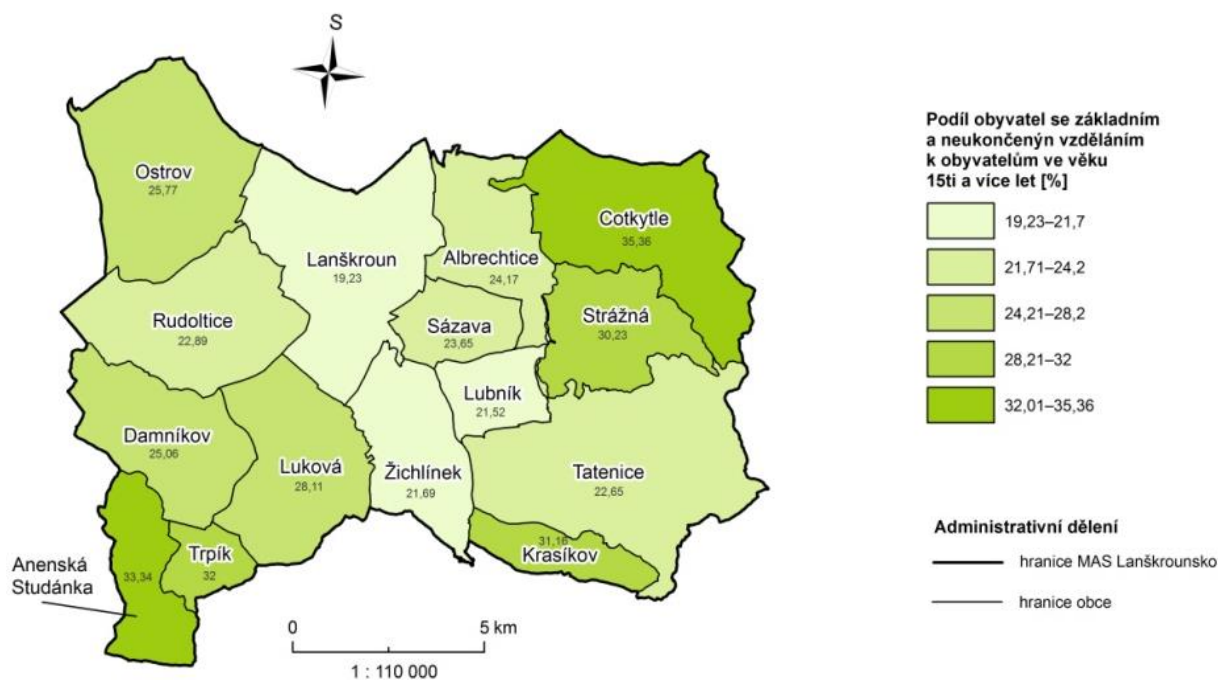 S
Ostrov
25,77
Lanškroun
19,23
Albrechtice
24,17
Cotkytle
35,36
Rudoltice
22,89
Sázava
23,65
Strážná
30,23
Lubník
21,52
Damníkov
25,06
Luková
28,11
Žichlínek
21,69
Tatenice
22,65
31,16
Krasíkov
Trpík
32
33,34
Anenská
Studánka
0
5 km
1 : 110 000
Podíl obyvatel se základním
a neukončeným vzděláním
k obyvatelům ve věku
15ti a více let [%]
19,23–21,7
21,71–24,2
24,21–28,2
28,21–32
32,01–35,36
Administrativní dělení
hranice MAS Lanškrounsko
hranice obce